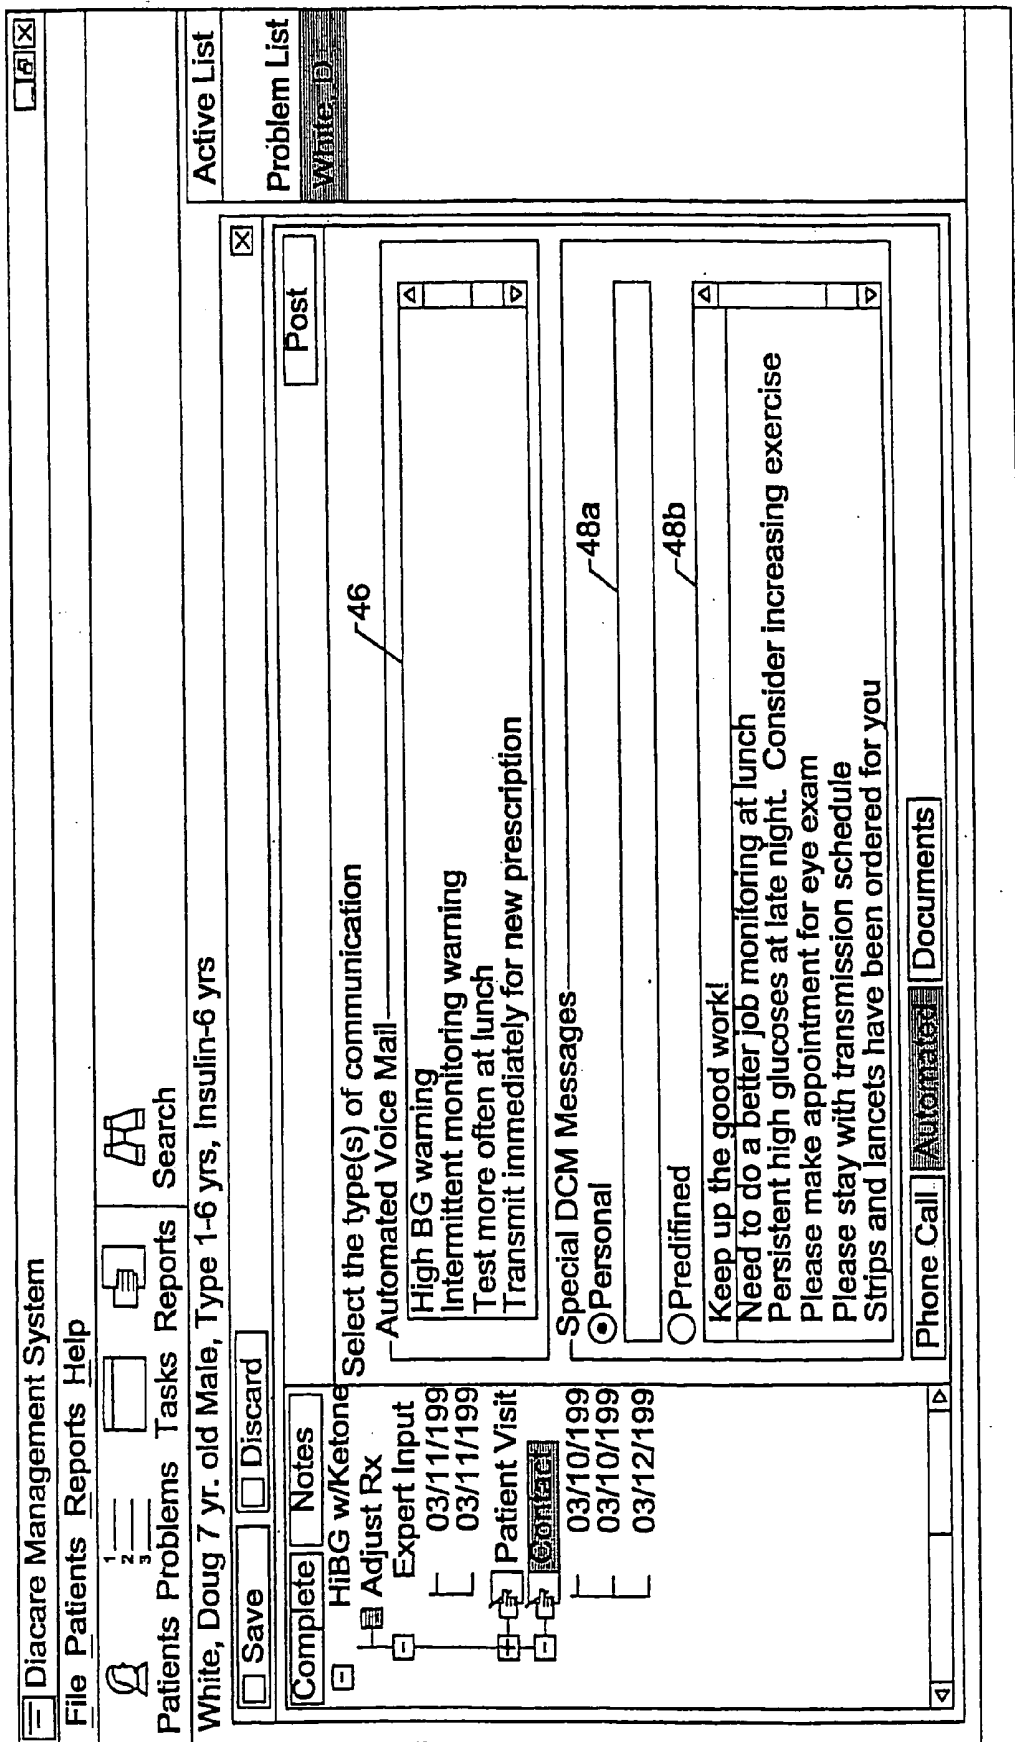 Diacare Management System
File Patients Reports Help
1
2
3
Patients Problems Tasks Reports Search
White, Doug 7 yr. old Male, Type 1-6 yrs, Insulin-6 yrs
Active List
Save Discard
Problem List
White, D
Complete Notes
Post
HiBG w/Ketone
Adjust Rx
Expert Input
03/11/199
03/11/199
Patient Visit
Contact
03/10/199
03/10/199
03/12/199
Select the type(s) of communication
Automated Voice Mail
46
High BG warning
Intermittent monitoring warning
Test more often at lunch
Transmit immediately for new prescription
Special DCM Messages
Personal
48a
Predifined
48b
Keep up the good work!
Need to do a better job monitoring at lunch
Persistent high glucoses at late night. Consider increasing exercise
Please make appointment for eye exam
Please stay with transmission schedule
Strips and lancets have been ordered for you
Phone Call Automated Documents